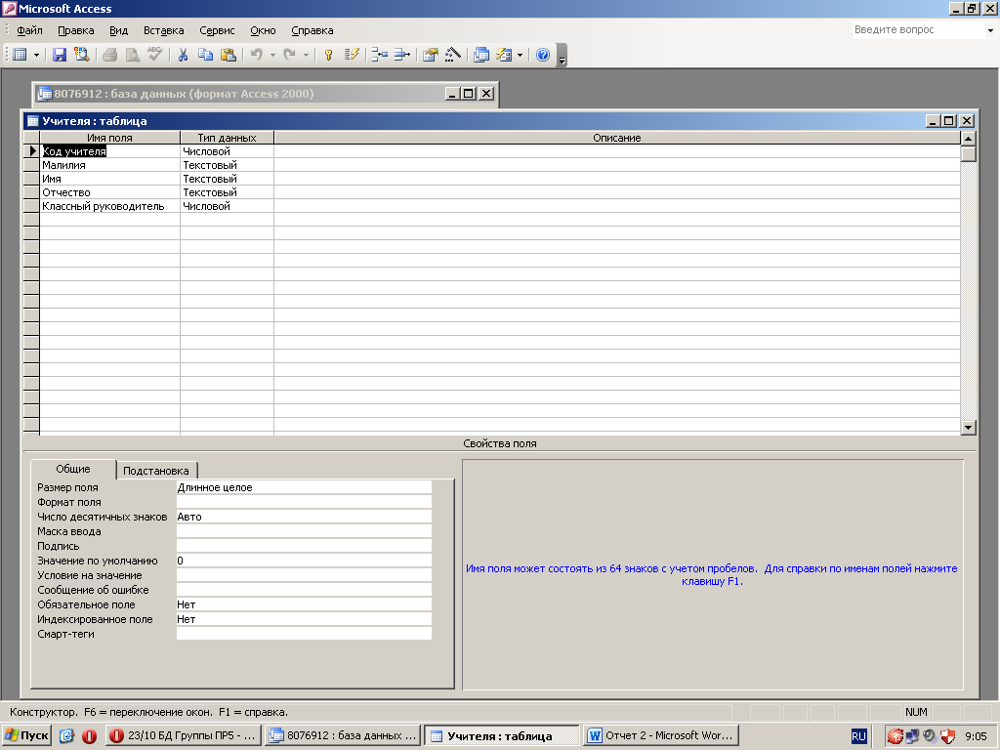 Microsoft Access
Файл Правка Вид Вставка Сервис Окно Справка Введите вопрос
8076912 : база данных (формат Access 2000)
Учителя : таблица
Имя поля Тип данных Описание
Код учителя Числовой
Малилия Текстовый
Имя Текстовый
Отчество Текстовый
Классный руководитель Числовой
Свойства поля
Общие Подстановка
Размер поля Длинное целое
Формат поля
Число десятичных знаков Авто
Маска ввода
Подпись
Значение по умолчанию 0
Условие на значение
Сообщение об ошибке
Обязательное поле Нет
Индексированное поле Нет
Смарт-теги
Имя поля может состоять из 64 знаков с учетом пробелов. Для справки по именам полей нажмите
клавишу F1.
Конструктор. F6 = переключение окон. F1 = справка. NUM
Пуск 23/10 БД Группы ПР5 - ... 8076912 : база данных ... Учителя : таблица Отчет 2 - Microsoft Wor... RU 9:05